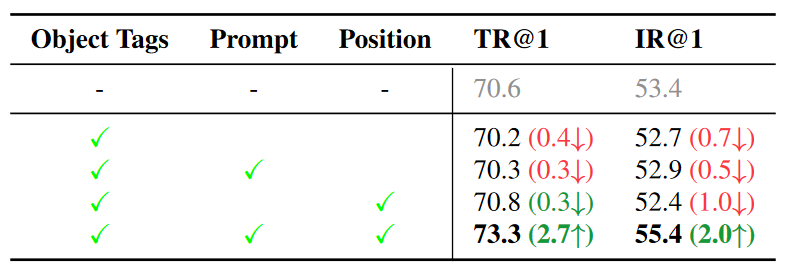 Object Tags Prompt Position TR@1 IR@1
- - - 70.6 53.4
✓ 70.2 (0.4↓) 52.7 (0.7↓)
✓ ✓ 70.3 (0.3↓) 52.9 (0.5↓)
✓ ✓ 70.8 (0.3↓) 52.4 (1.0↓)
✓ ✓ ✓ 73.3 (2.7↑) 55.4 (2.0↑)